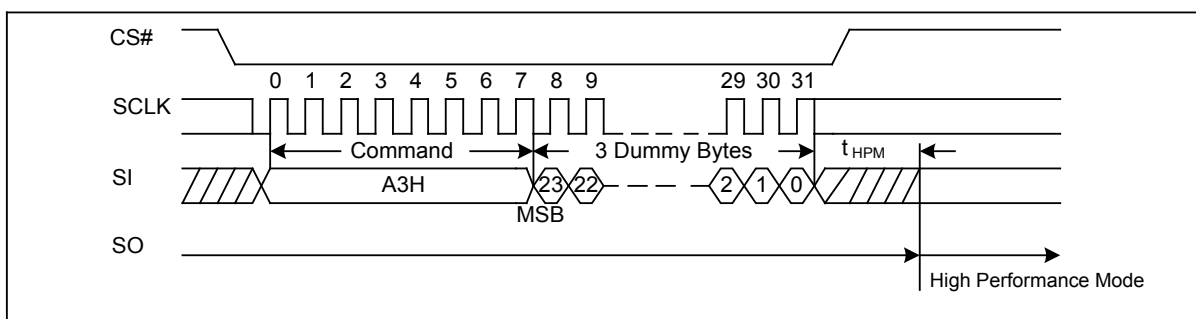 CS#
0 1 2 3 4 5 6 7 8 9 29 30 31
SCLK
Command 3 Dummy Bytes t HPM
SI A3H 23 22 2 1 0
MSB
SO
High Performance Mode